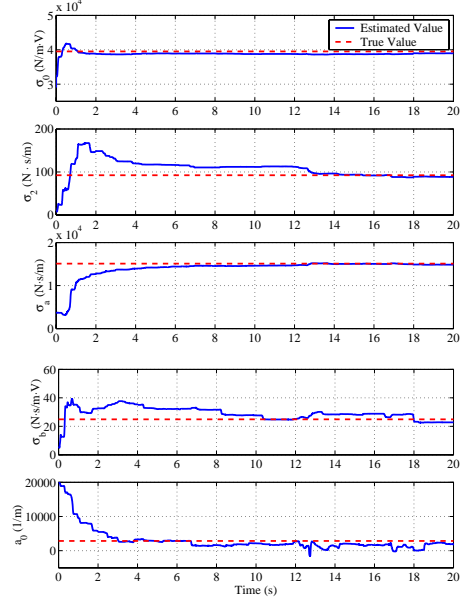 x 10⁴
5
4
3
σ₀ (N/m·V)
Estimated Value
True Value
0 2 4 6 8 10 12 14 16 18 20
200
100
0
σ₂ (N· s/m)
0 2 4 6 8 10 12 14 16 18 20
x 10⁴
2
1
0
σₐ (N·s/m)
0 2 4 6 8 10 12 14 16 18 20
60
40
20
0
σ_b (N·s/m·V)
0 2 4 6 8 10 12 14 16 18 20
20000
10000
0
a₀ (1/m)
0 2 4 6 8 10 12 14 16 18 20
Time (s)